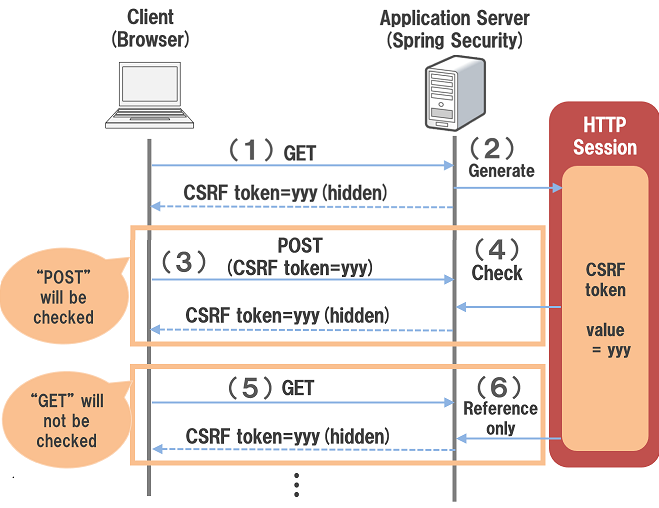 Client
(Browser)
Application Server
(Spring Security)
HTTP
Session
(1) GET
(2)
Generate
CSRF token=yyy (hidden)
"POST"
will be
checked
(3)
POST
(CSRF token=yyy)
(4)
Check
CSRF token=yyy (hidden)
CSRF
token
value
= yyy
"GET" will
not be
checked
(5) GET
(6)
Reference
only
CSRF token=yyy (hidden)